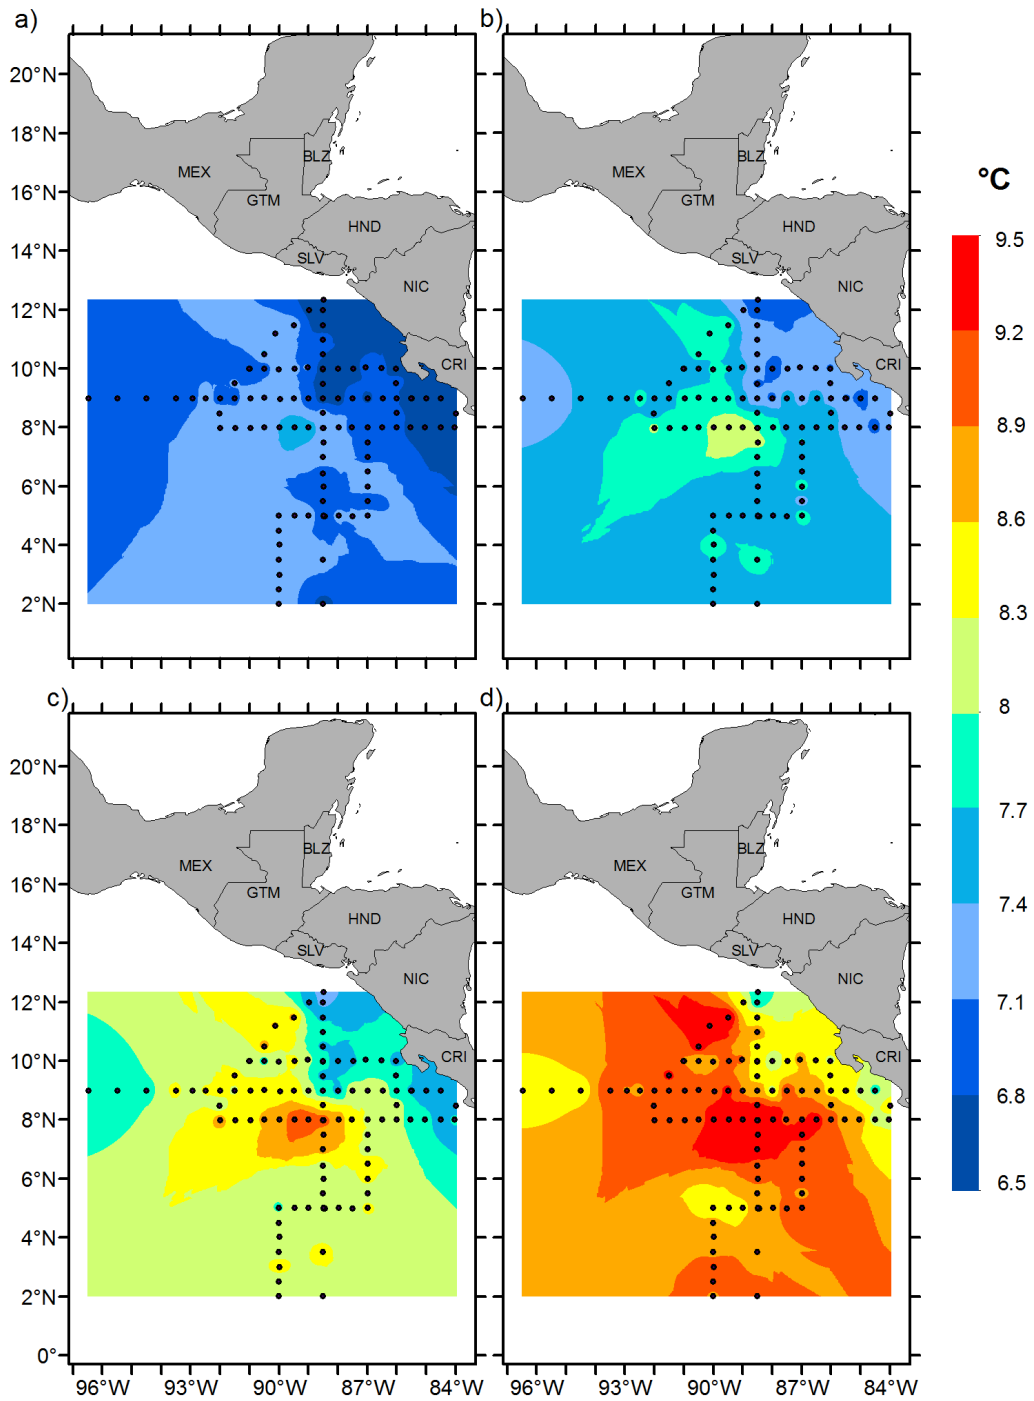 a)
b)
20°N
18°N
16°N
14°N
12°N
10°N
8°N
6°N
4°N
2°N
MEX
GTM
BLZ
HND
SLV
NIC
CRI
MEX
GTM
BLZ
HND
SLV
NIC
CRI
°C
9.5
9.2
8.9
8.6
8.3
8
7.7
7.4
7.1
6.8
6.5
c)
d)
20°N
18°N
16°N
14°N
12°N
10°N
8°N
6°N
4°N
2°N
0°
MEX
GTM
BLZ
HND
SLV
NIC
CRI
MEX
GTM
BLZ
HND
SLV
NIC
CRI
96°W 93°W 90°W 87°W 84°W
96°W 93°W 90°W 87°W 84°W